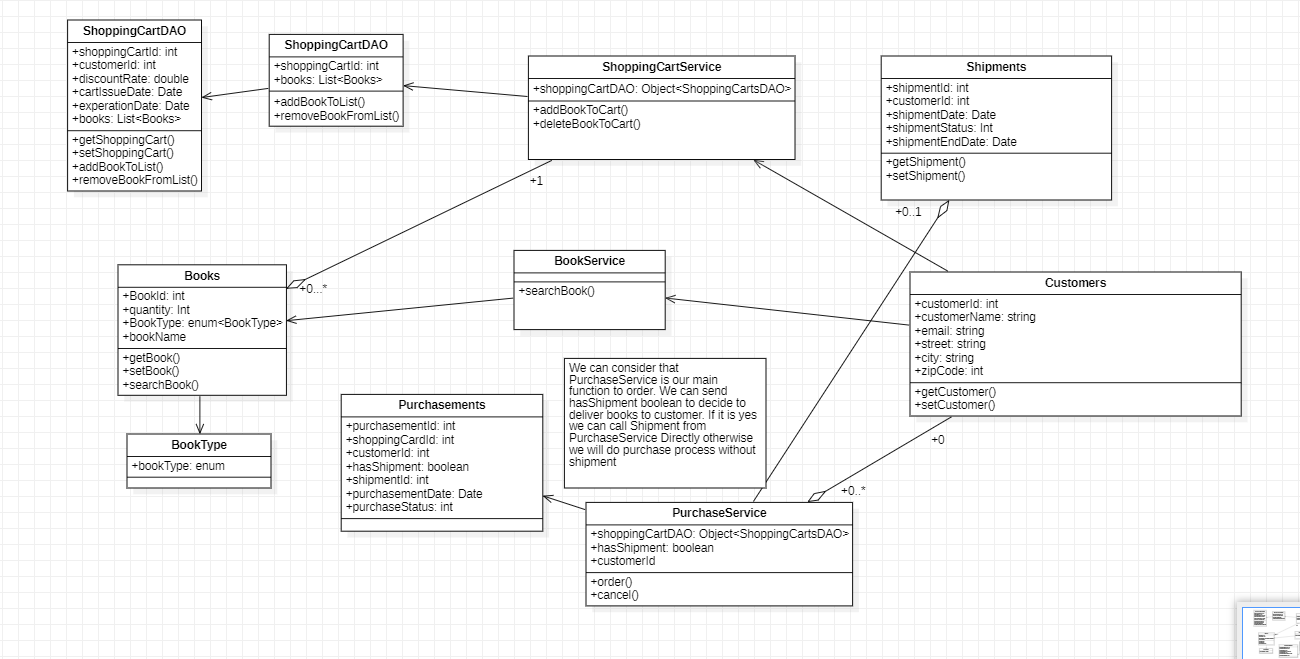 ShoppingCartDAO
+shoppingCartId: int
+customerId: int
+discountRate: double
+cartIssueDate: Date
+experationDate: Date
+books: List<Books>
+getShoppingCart()
+setShoppingCart()
+addBookToList()
+removeBookFromList()
ShoppingCartDAO
+shoppingCartId: int
+books: List<Books>
+addBookToList()
+removeBookFromList()
ShoppingCartService
+shoppingCartDAO: Object<ShoppingCartsDAO>
+addBookToCart()
+deleteBookToCart()
+1
Shipments
+shipmentId: int
+customerId: int
+shipmentDate: Date
+shipmentStatus: Int
+shipmentEndDate: Date
+getShipment()
+setShipment()
+0..1
Books
+BookId: int
+quantity: Int
+BookType: enum<BookType>
+bookName
+getBook()
+setBook()
+searchBook()
+0...*
BookService
+searchBook()
Customers
+customerId: int
+customerName: string
+email: string
+street: string
+city: string
+zipCode: int
+getCustomer()
+setCustomer()
+0
BookType
+bookType: enum
Purchasements
+purchasementId: int
+shoppingCardId: int
+customerId: int
+hasShipment: boolean
+shipmentId: int
+purchasementDate: Date
+purchaseStatus: int
We can consider that
PurchaseService is our main
function to order. We can send
hasShipment boolean to decide to
deliver books to customer. If it is yes
we can call Shipment from
PurchaseService Directly otherwise
we will do purchase process without
shipment
+0..*
PurchaseService
+shoppingCartDAO: Object<ShoppingCartsDAO>
+hasShipment: boolean
+customerId
+order()
+cancel()